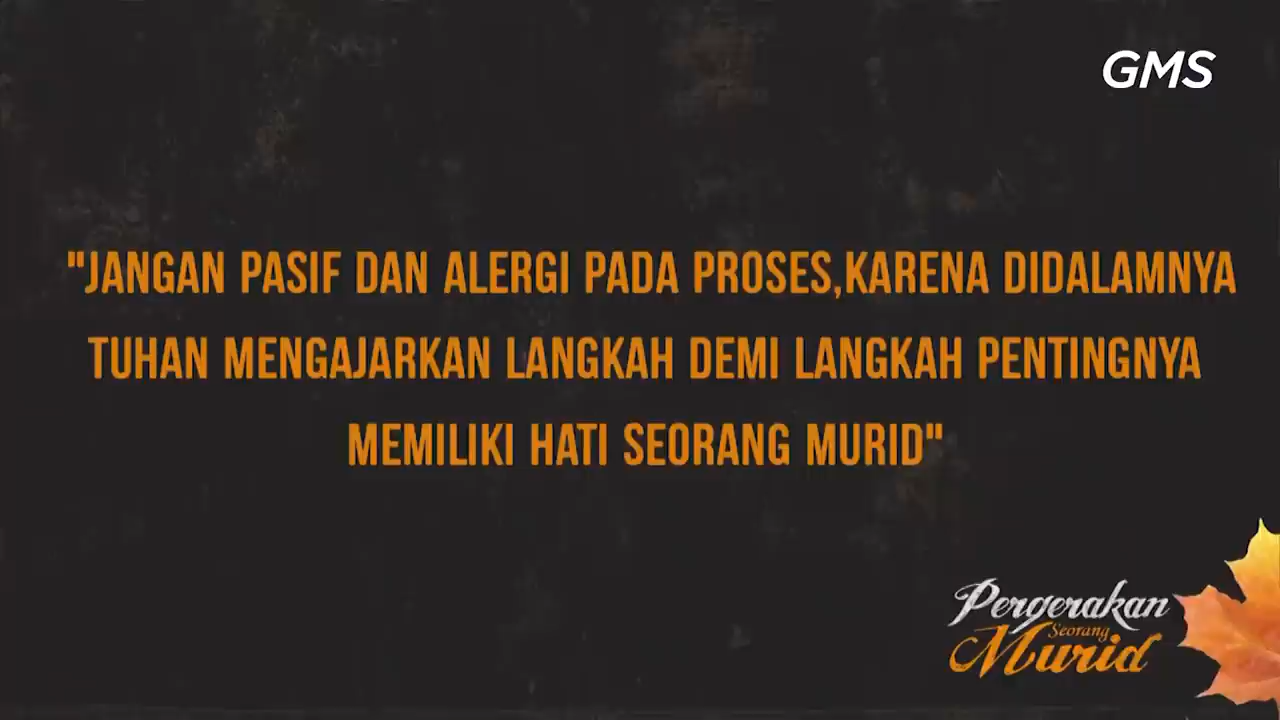 GMS
"JANGAN PASIF DAN ALERGI PADA PROSES,KARENA DIDALAMNYA
TUHAN MENGAJARKAN LANGKAH DEMI LANGKAH PENTINGNYA
MEMILIKI HATI SEORANG MURID"
Pergerakan
Seorang
Murid